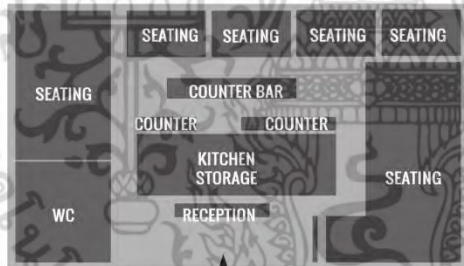 SEATING SEATING SEATING SEATING
SEATING
COUNTER BAR
COUNTER COUNTER
KITCHEN
STORAGE
SEATING
WC
RECEPTION